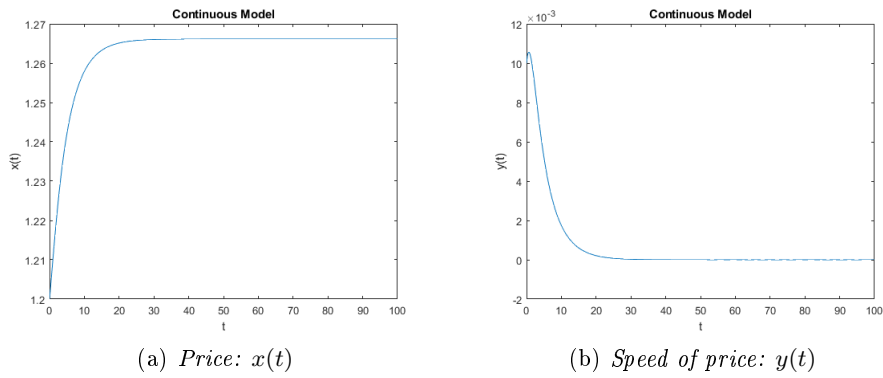 Continuous Model
1.27
1.26
1.25
1.24
1.23
1.22
1.21
1.2
x(t)
0 10 20 30 40 50 60 70 80 90 100
t
(a) Price: x(t)
Continuous Model
×10^-3
12
10
8
6
4
2
0
-2
y(t)
0 10 20 30 40 50 60 70 80 90 100
t
(b) Speed of price: y(t)